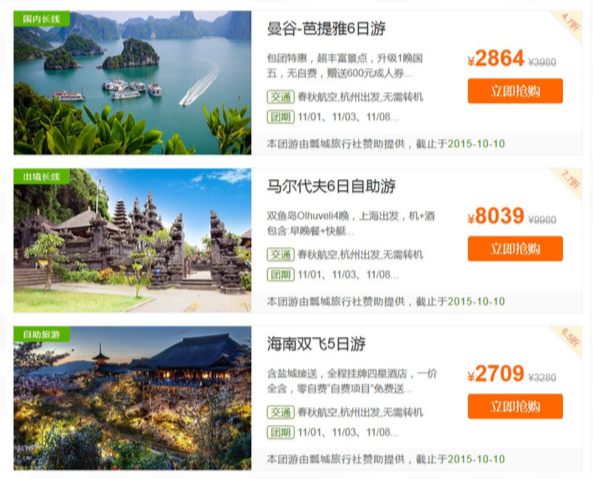 国内长线
4.7折
曼谷-芭提雅6日游
包团特惠，超丰富景点，升级1晚国
五，无自费，赠送600元成人券...
¥2864 ¥3980
立即抢购
交通 春秋航空,杭州出发,无需转机
团期 11/01、11/03、11/08...
本团游由瓢城旅行社赞助提供，截止于2015-10-10
出境长线
7.7折
马尔代夫6日自助游
双鱼岛Olhuveli4晚，上海出发，机+酒
包含:早晚餐+快艇...
¥8039 ¥9980
立即抢购
交通 春秋航空,杭州出发,无需转机
团期 11/01、11/03、11/08...
本团游由瓢城旅行社赞助提供，截止于2015-10-10
自助旅游
6.5折
海南双飞5日游
含盐城接送，全程挂牌四星酒店，一价
全含，零自费"自费项目"免费送...
¥2709 ¥3280
立即抢购
交通 春秋航空,杭州出发,无需转机
团期 11/01、11/03、11/08...
本团游由瓢城旅行社赞助提供，截止于2015-10-10